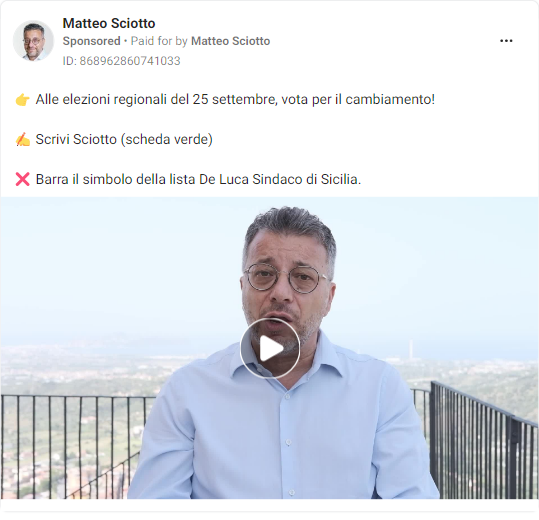 Matteo Sciotto
Sponsored • Paid for by Matteo Sciotto
ID: 868962860741033
👉 Alle elezioni regionali del 25 settembre, vota per il cambiamento!
✍️ Scrivi Sciotto (scheda verde)
❌ Barra il simbolo della lista De Luca Sindaco di Sicilia.